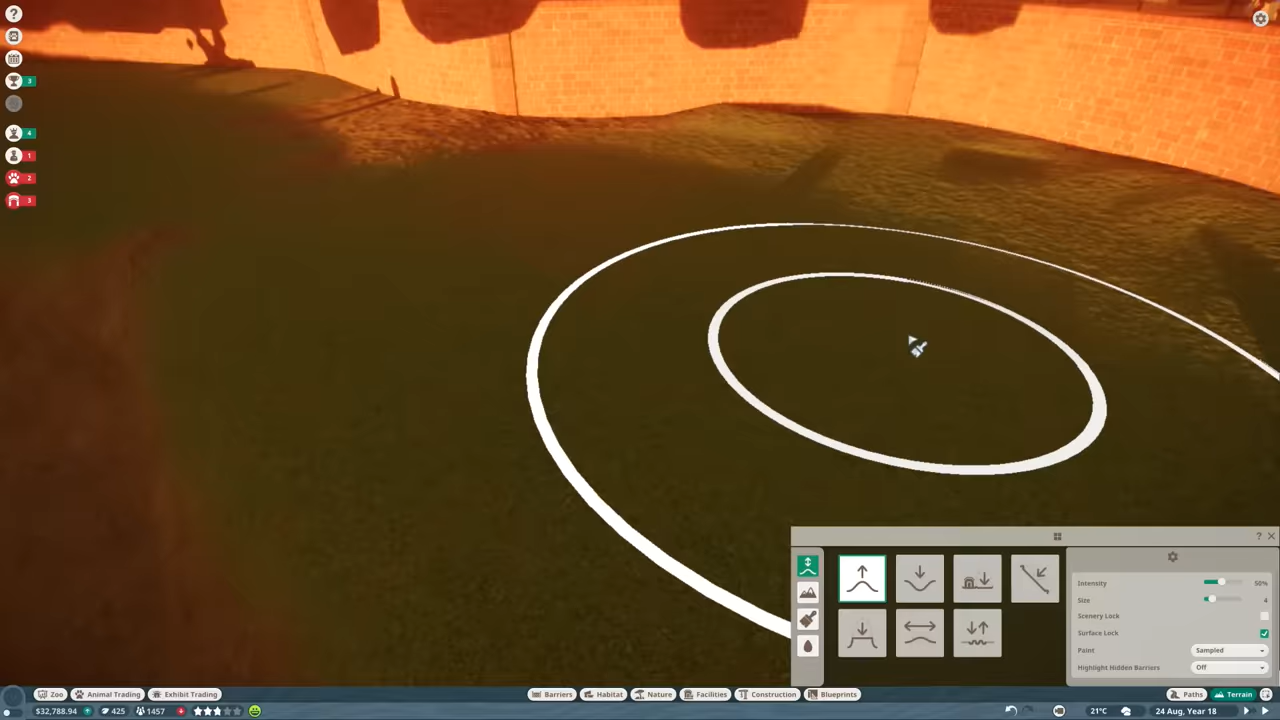 ?
3
4
1
2
3
? ×
Intensity 50%
Size 4
Scenery Lock
Surface Lock
Paint Sampled
Highlight Hidden Barriers Off
Zoo Animal Trading Exhibit Trading Barriers Habitat Nature Facilities Construction Blueprints Paths Terrain
$32,788.94 425 1457 21°C 24 Aug, Year 18